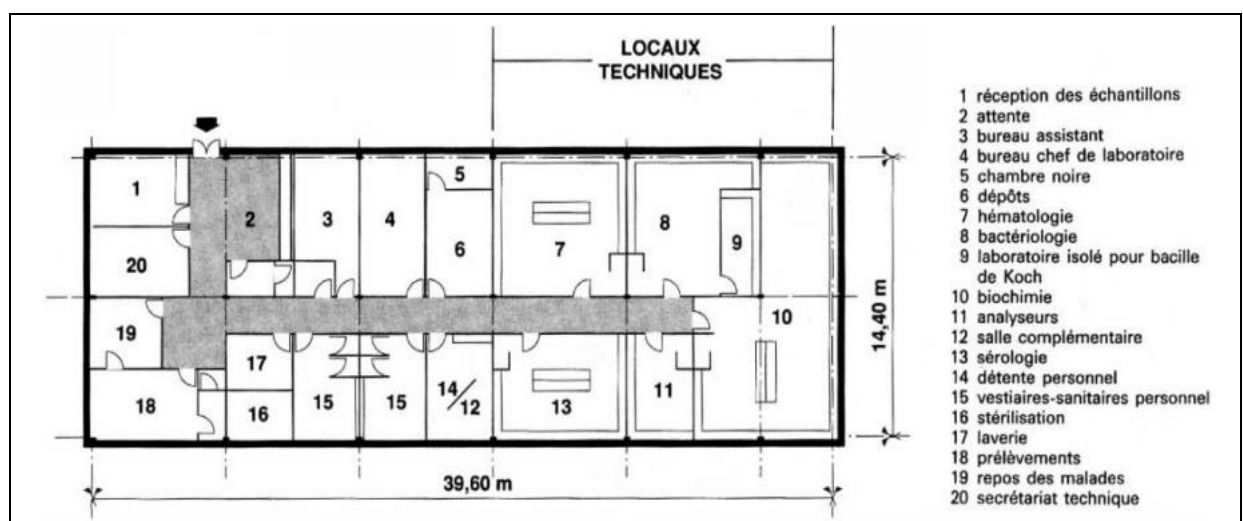 LOCAUX
TECHNIQUES
1
2
3
4
5
6
7
8
9
20
19
18
17
16
15
15
14/12
13
11
10
14,40 m
39,60 m
1 réception des échantillons
2 attente
3 bureau assistant
4 bureau chef de laboratoire
5 chambre noire
6 dépôts
7 hématologie
8 bactériologie
9 laboratoire isolé pour bacille
de Koch
10 biochimie
11 analyseurs
12 salle complémentaire
13 sérologie
14 détente personnel
15 vestiaires-sanitaires personnel
16 stérilisation
17 laverie
18 prélèvements
19 repos des malades
20 secrétariat technique